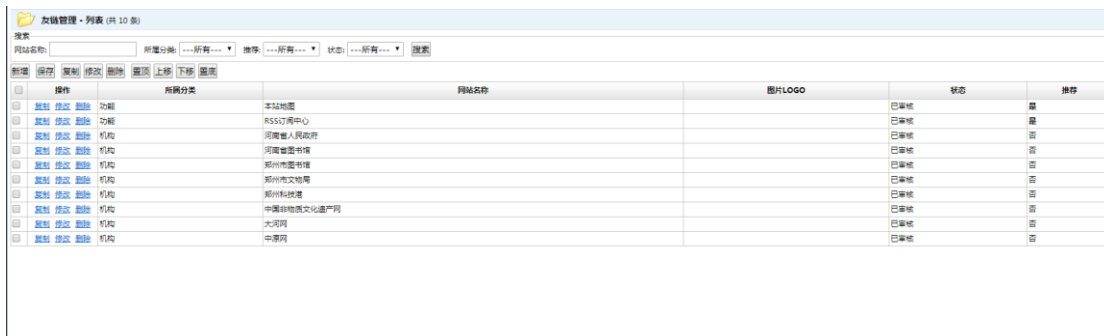 友链管理 - 列表 (共 10 条)
搜索
网站名称: 所属分类: ---所有--- 推荐: ---所有--- 状态: ---所有--- 搜索
新增 保存 复制 修改 删除 置顶 上移 下移 置底
操作 所属分类 网站名称 图片LOGO 状态 推荐
复制 修改 删除 功能 本站地图 已审核 是
复制 修改 删除 功能 RSS订阅中心 已审核 是
复制 修改 删除 机构 河南省人民政府 已审核 否
复制 修改 删除 机构 河南省图书馆 已审核 否
复制 修改 删除 机构 郑州市图书馆 已审核 否
复制 修改 删除 机构 郑州市文物局 已审核 否
复制 修改 删除 机构 郑州科技港 已审核 否
复制 修改 删除 机构 中国非物质文化遗产网 已审核 否
复制 修改 删除 机构 大河网 已审核 否
复制 修改 删除 机构 中原网 已审核 否